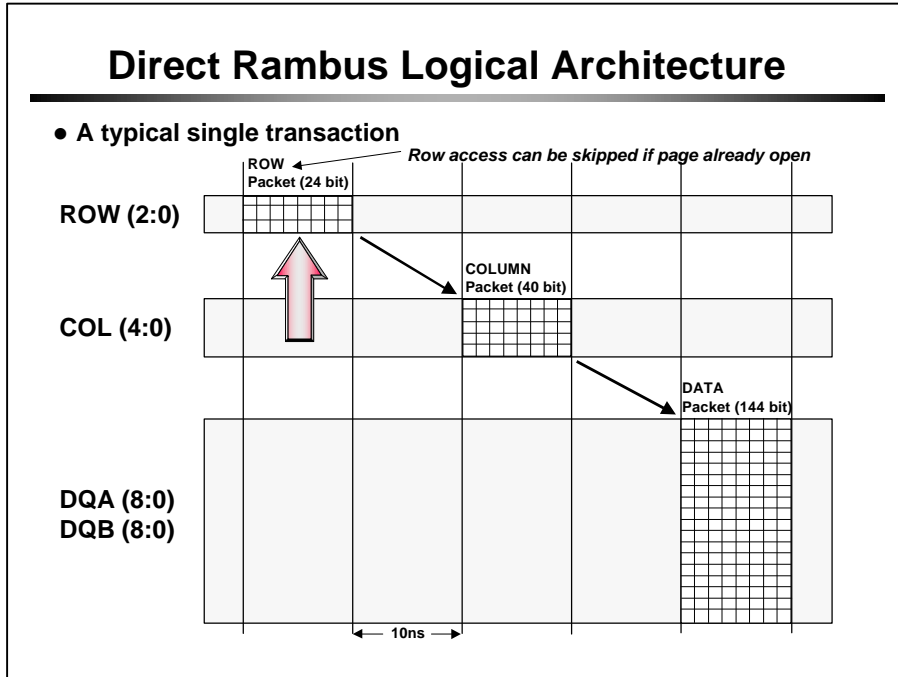 Direct Rambus Logical Architecture
● A typical single transaction
Row access can be skipped if page already open
ROW
Packet (24 bit)
ROW (2:0)
COLUMN
Packet (40 bit)
COL (4:0)
DATA
Packet (144 bit)
DQA (8:0)
DQB (8:0)
10ns